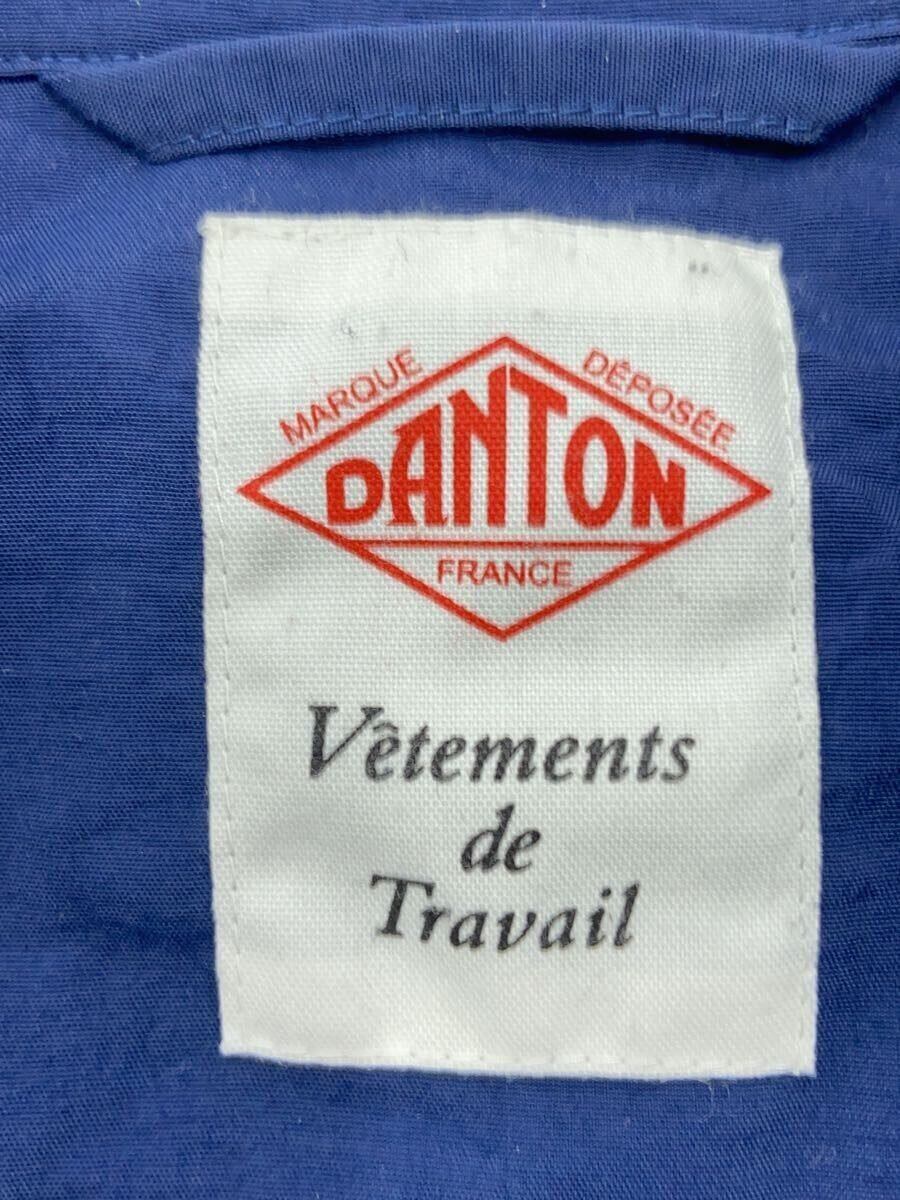 MARQUE DÉPOSÉE
DANTON
FRANCE
Vêtements
de
Travail